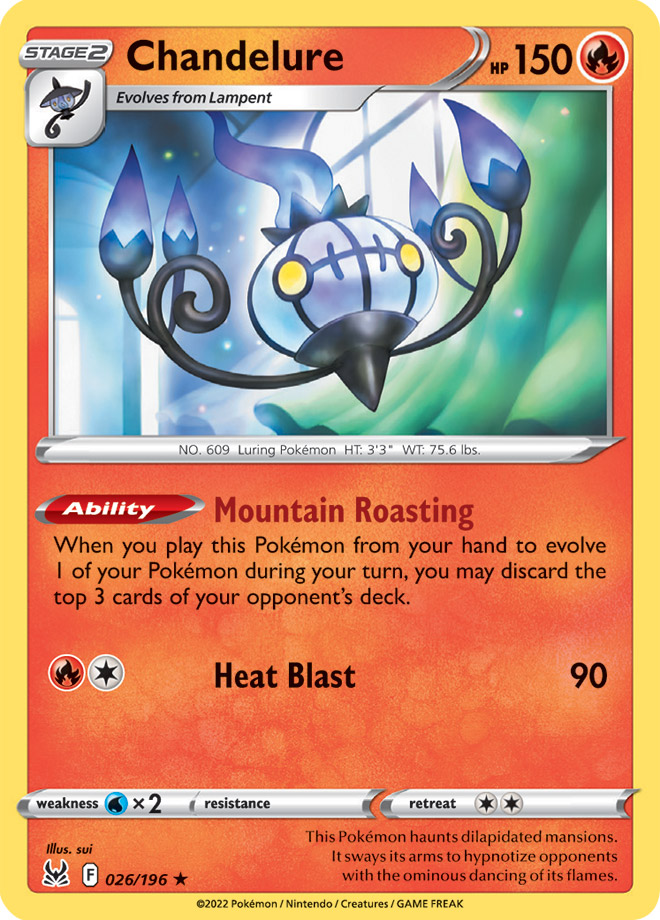 STAGE2 Chandelure HP 150
Evolves from Lampent
NO. 609 Luring Pokémon HT: 3'3" WT: 75.6 lbs.
Ability Mountain Roasting
When you play this Pokémon from your hand to evolve
1 of your Pokémon during your turn, you may discard the
top 3 cards of your opponent's deck.
Heat Blast 90
weakness ×2 resistance retreat
Illus. sui
This Pokémon haunts dilapidated mansions.
It sways its arms to hypnotize opponents
with the ominous dancing of its flames.
F 026/196 ★
©2022 Pokémon / Nintendo / Creatures / GAME FREAK